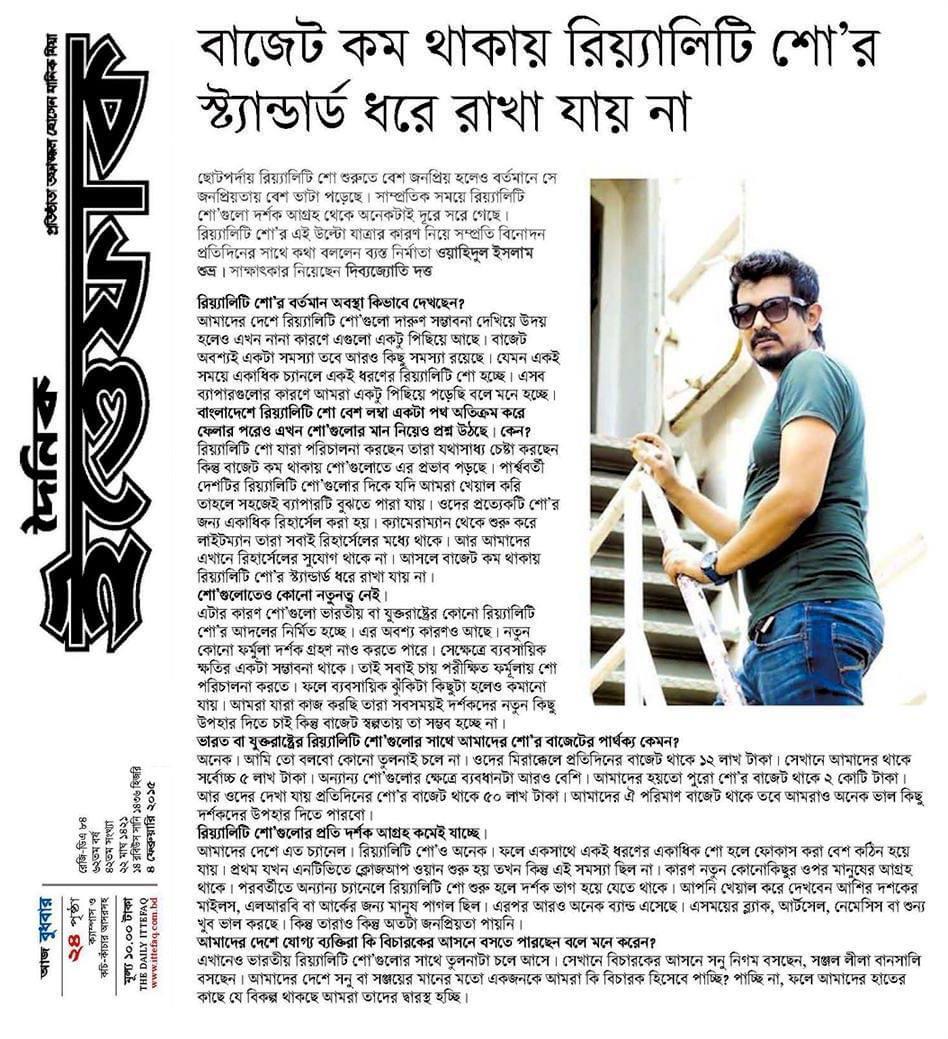 বাজেট কম থাকায় রিয়্যালিটি শো'র
স্ট্যান্ডার্ড ধরে রাখা যায় না
ছোটপর্দায় রিয়্যালিটি শো শুরুতে বেশ জনপ্রিয় হলেও বর্তমানে সে
জনপ্রিয়তায় বেশ ভাটা পড়েছে। সাম্প্রতিক সময়ে রিয়্যালিটি
শো'গুলো দর্শক আগ্রহ থেকে অনেকটাই দূরে সরে গেছে।
রিয়্যালিটি শো'র এই উল্টো যাত্রার কারণ নিয়ে সম্প্রতি বিনোদন
প্রতিদিনের সাথে কথা বললেন ব্যস্ত নির্মাতা ওয়াহিদুল ইসলাম
শুভ্র। সাক্ষাৎকার নিয়েছেন দিব্যজ্যোতি দত্ত
রিয়্যালিটি শো'র বর্তমান অবস্থা কিভাবে দেখছেন?
আমাদের দেশে রিয়্যালিটি শো'গুলো দারুণ সম্ভাবনা দেখিয়ে উদয়
হলেও এখন নানা কারণে এগুলো একটু পিছিয়ে আছে। বাজেট
অবশ্যই একটা সমস্যা তবে আরও কিছু সমস্যা রয়েছে। যেমন একই
সময়ে একাধিক চ্যানলে একই ধরণের রিয়্যালিটি শো হচ্ছে। এসব
ব্যাপারগুলোর কারণে আমরা একটু পিছিয়ে পড়েছি বলে মনে হচ্ছে।
বাংলাদেশে রিয়্যালিটি শো বেশ লম্বা একটা পথ অতিক্রম করে
ফেলার পরেও এখন শো'গুলোর মান নিয়েও প্রশ্ন উঠছে। কেন?
রিয়্যালিটি শো যারা পরিচালনা করছেন তারা যথাসাধ্য চেষ্টা করছেন
কিন্তু বাজেট কম থাকায় শো'গুলোতে এর প্রভাব পড়ছে। পার্শ্ববর্তী
দেশটির রিয়্যালিটি শো'গুলোর দিকে যদি আমরা খেয়াল করি
তাহলে সহজেই ব্যাপারটি বুঝতে পারা যায়। ওদের প্রত্যেকটি শো'র
জন্য একাধিক রিহার্সেল করা হয়। ক্যামেরাম্যান থেকে শুরু করে
লাইটম্যান তারা সবাই রিহার্সেলের মধ্যে থাকে। আর আমাদের
এখানে রিহার্সেলের সুযোগ থাকে না। আসলে বাজেট কম থাকায়
রিয়্যালিটি শো'র স্ট্যান্ডার্ড ধরে রাখা যায় না।
শো'গুলোতেও কোনো নতুনত্ব নেই।
এটার কারণ শো'গুলো ভারতীয় বা যুক্তরাষ্ট্রের কোনো রিয়্যালিটি
শো'র আদলের নির্মিত হচ্ছে। এর অবশ্য কারণও আছে। নতুন
কোনো ফর্মুলা দর্শক গ্রহণ নাও করতে পারে। সেক্ষেত্রে ব্যবসায়িক
ক্ষতির একটা সম্ভাবনা থাকে। তাই সবাই চায় পরীক্ষিত ফর্মূলায় শো
পরিচালনা করতে। ফলে ব্যবসায়িক ঝুঁকিটা কিছুটা হলেও কমানো
যায়। আমরা যারা কাজ করছি তারা সবসময়ই দর্শকদের নতুন কিছু
উপহার দিতে চাই কিন্তু বাজেট স্বল্পতায় তা সম্ভব হচ্ছে না।
ভারত বা যুক্তরাষ্ট্রের রিয়্যালিটি শো'গুলোর সাথে আমাদের শো'র বাজেটের পার্থক্য কেমন?
অনেক। আমি তো বলবো কোনো তুলনাই চলে না। ওদের মিরাক্কেলে প্রতিদিনের বাজেট থাকে ১২ লাখ টাকা। সেখানে আমাদের থাকে
সর্বোচ্চ ৫ লাখ টাকা। অন্যান্য শো'গুলোর ক্ষেত্রে ব্যবধানটা আরও বেশি। আমাদের হয়তো পুরো শো'র বাজেট থাকে ২ কোটি টাকা।
আর ওদের দেখা যায় প্রতিদিনের শো'র বাজেট থাকে ৫০ লাখ টাকা। আমাদের ঐ পরিমাণ বাজেট থাকে তবে আমরাও অনেক ভাল কিছু
দর্শকদের উপহার দিতে পারবো।
রিয়্যালিটি শো'গুলোর প্রতি দর্শক আগ্রহ কমেই যাচ্ছে।
আমাদের দেশে এত চ্যানেল। রিয়্যালিটি শো'ও অনেক। ফলে একসাথে একই ধরণের একাধিক শো হলে ফোকাস করা বেশ কঠিন হয়ে
যায়। প্রথম যখন এনটিভিতে ক্লোজআপ ওয়ান শুরু হয় তখন কিন্তু এই সমস্যা ছিল না। কারণ নতুন কোনোকিছুর ওপর মানুষের আগ্রহ
থাকে। পরবর্তীতে অন্যান্য চ্যানেলে রিয়্যালিটি শো শুরু হলে দর্শক ভাগ হয়ে যেতে থাকে। আপনি খেয়াল করে দেখবেন আশির দশকের
মাইলস, এলআরবি বা আর্কের জন্য মানুষ পাগল ছিল। এরপর আরও অনেক ব্যান্ড এসেছে। এসময়ের ব্ল্যাক, আর্টসেল, নেমেসিস বা শুন্য
খুব ভাল করছে। কিন্তু তারাও কিন্তু অতটা জনপ্রিয়তা পায়নি।
আমাদের দেশে যোগ্য ব্যক্তিরা কি বিচারকের আসনে বসতে পারছেন বলে মনে করেন?
এখানেও ভারতীয় রিয়্যালিটি শো'গুলোর সাথে তুলনাটা চলে আসে। সেখানে বিচারকের আসনে সনু নিগম বসছেন, সঞ্জল লীলা বানসালি
বসছেন। আমাদের দেশে সনু বা সঞ্জয়ের মানের মতো একজনকে আমরা কি বিচারক হিসেবে পাচ্ছি? পাচ্ছি না, ফলে আমাদের হাতের
কাছে যে বিকল্প থাকছে আমরা তাদের দ্বারস্থ হচ্ছি।
প্রতিষ্ঠাতা তফাজ্জল হোসেন মানিক মিয়া
দৈনিক
ইত্তেফাক
রেজি-ডিএ ৮৪
৬২তম বর্ষ
৪২তম সংখ্যা
২২ মাঘ ১৪২১
১৪ রবিউস সানি ১৪৩৬ হিজরি
৪ ফেব্রুয়ারি ২০১৫
আজ বুধবার
২৪ পৃষ্ঠা
ক্যাম্পাস ও
কচি-কাঁচার আসরসহ
মূল্য ১০.০০ টাকা
THE DAILY ITTEFAQ
www.ittefaq.com.bd